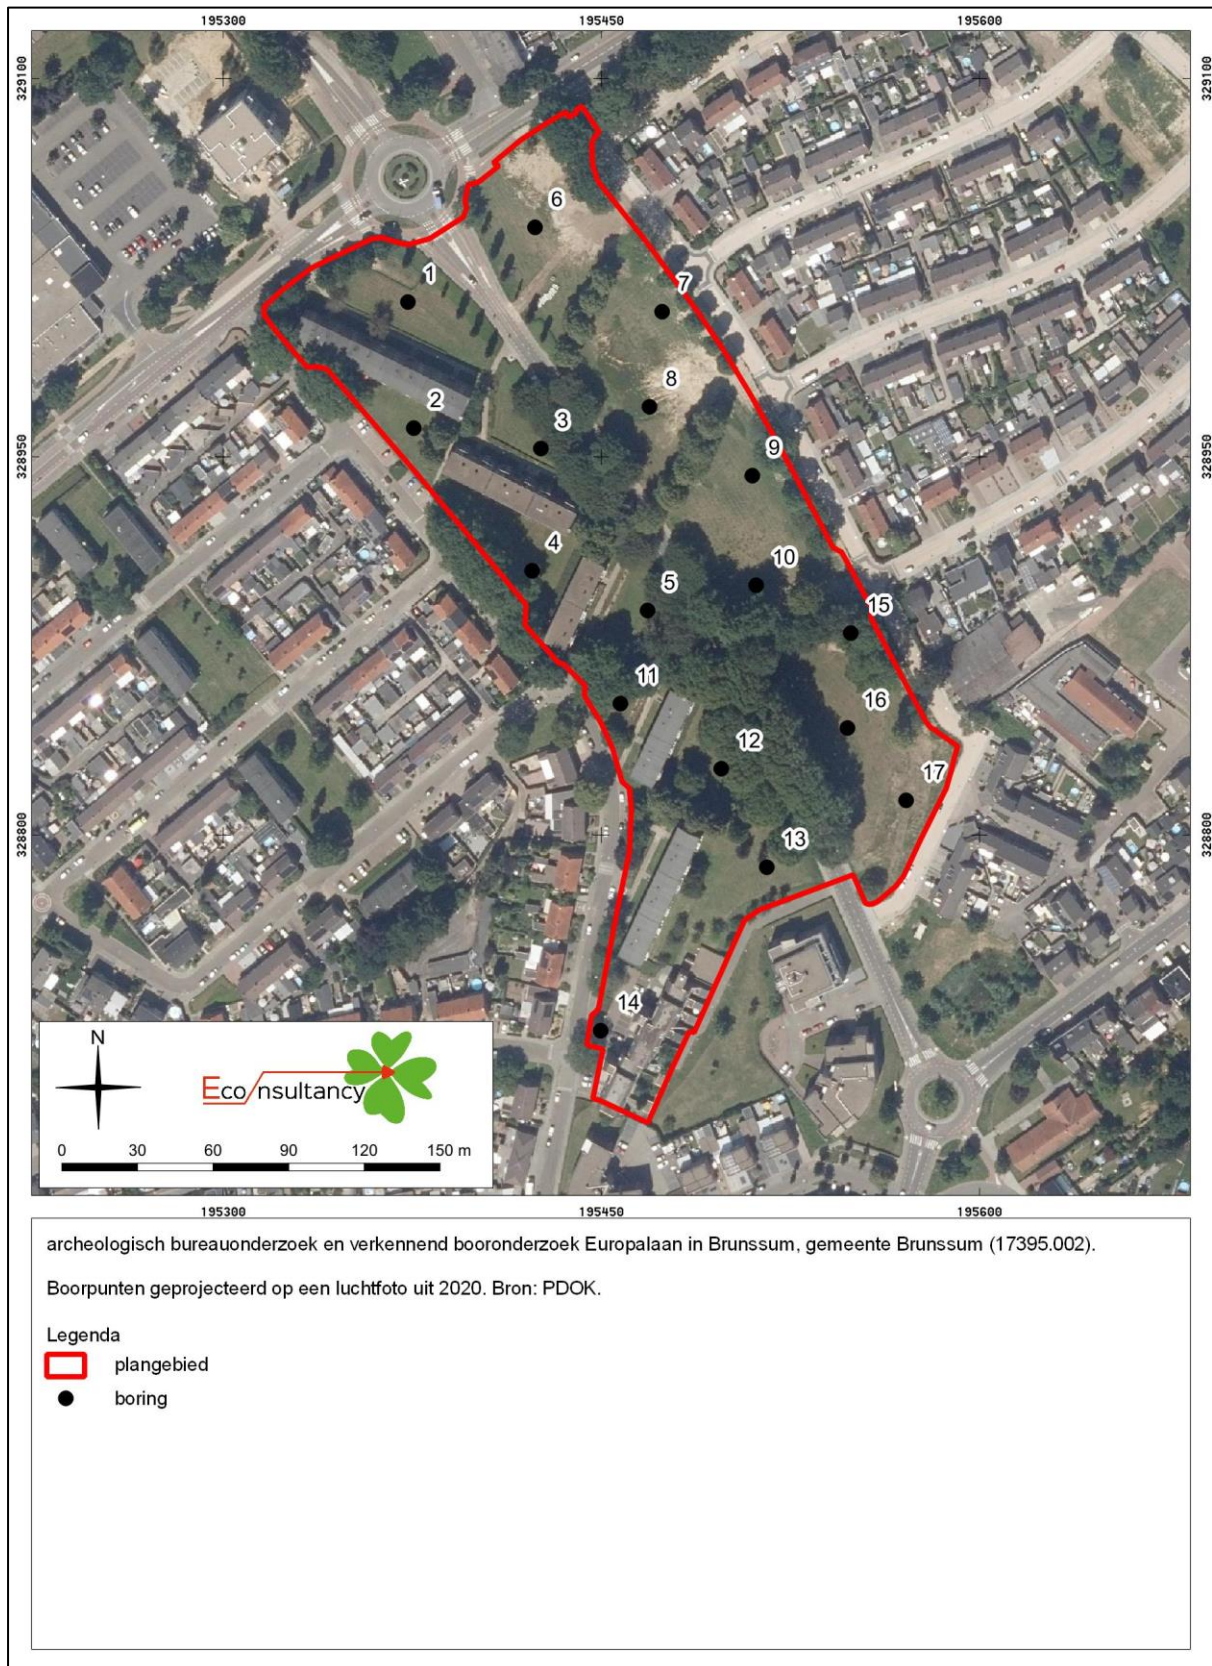 195300 195450 195600
329100 329100
6
1
7
8
2
3
9
328950 328950
4
10
5
15
11
16
12
17
328800 328800
13
14
N
Econsultancy
0 30 60 90 120 150 m
195300 195450 195600
archeologisch bureauonderzoek en verkennend booronderzoek Europalaan in Brunssum, gemeente Brunssum (17395.002).
Boorpunten geprojecteerd op een luchtfoto uit 2020. Bron: PDOK.
Legenda
plangebied
boring